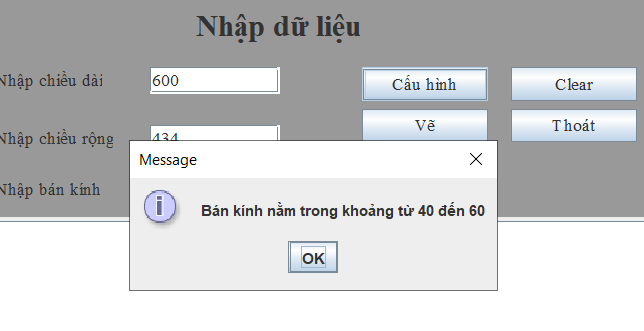 Nhập dữ liệu
Nhập chiều dài
600
Cấu hình
Clear
Nhập chiều rộng
434
Vẽ
Thoát
Nhập bán kính
Message
Bán kính nằm trong khoảng từ 40 đến 60
OK